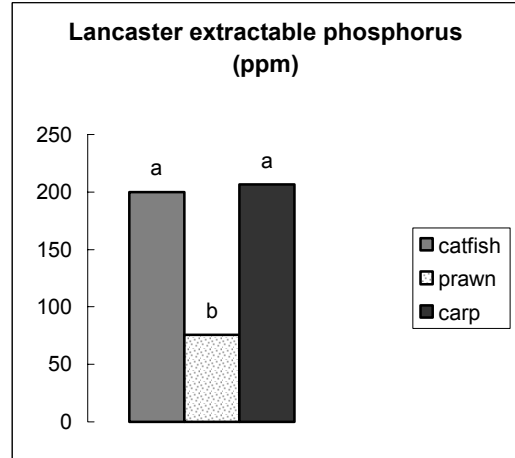 Lancaster extractable phosphorus
(ppm)
250
200
150
100
50
0
a
b
a
catfish
prawn
carp